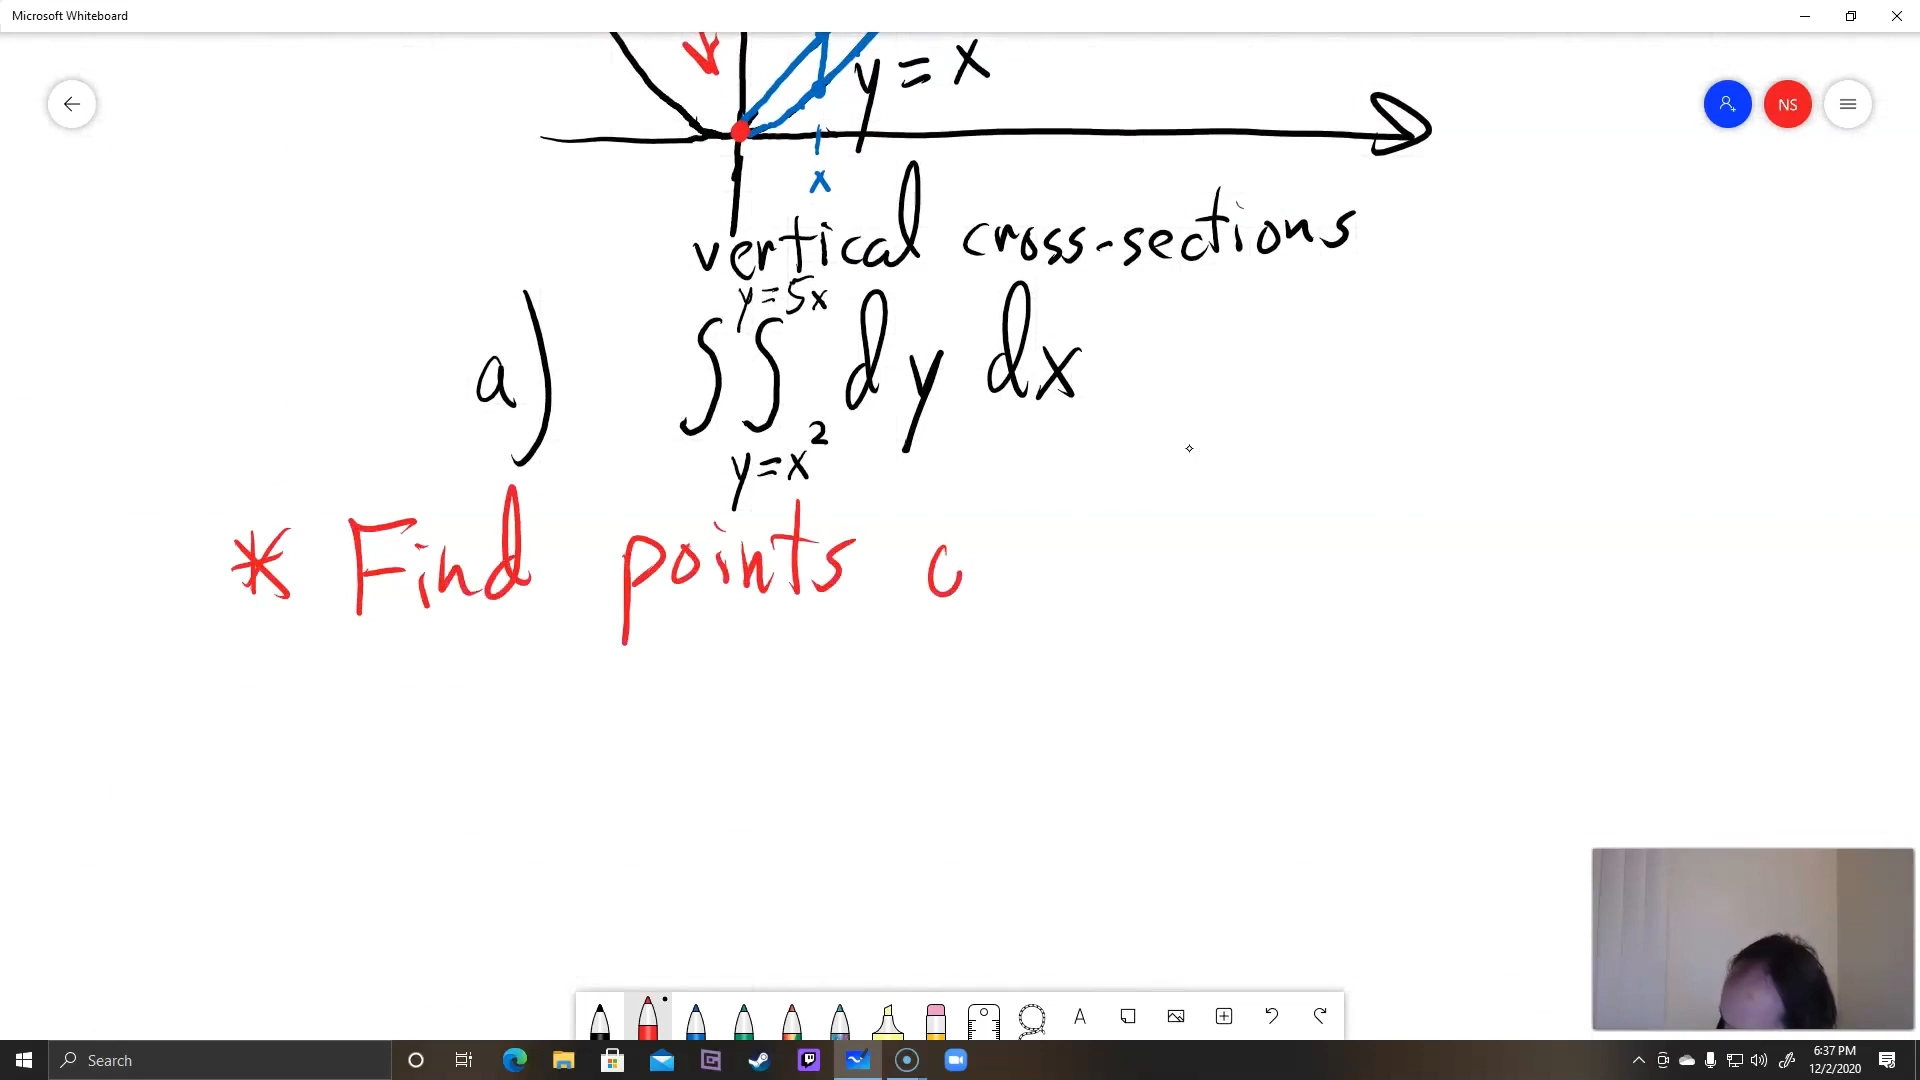 Microsoft Whiteboard
y = x
NS
x
vertical cross-sections
y=5x
a) ∫∫ dy dx
y=x²
* Find points o
A
Search
6:37 PM
12/2/2020